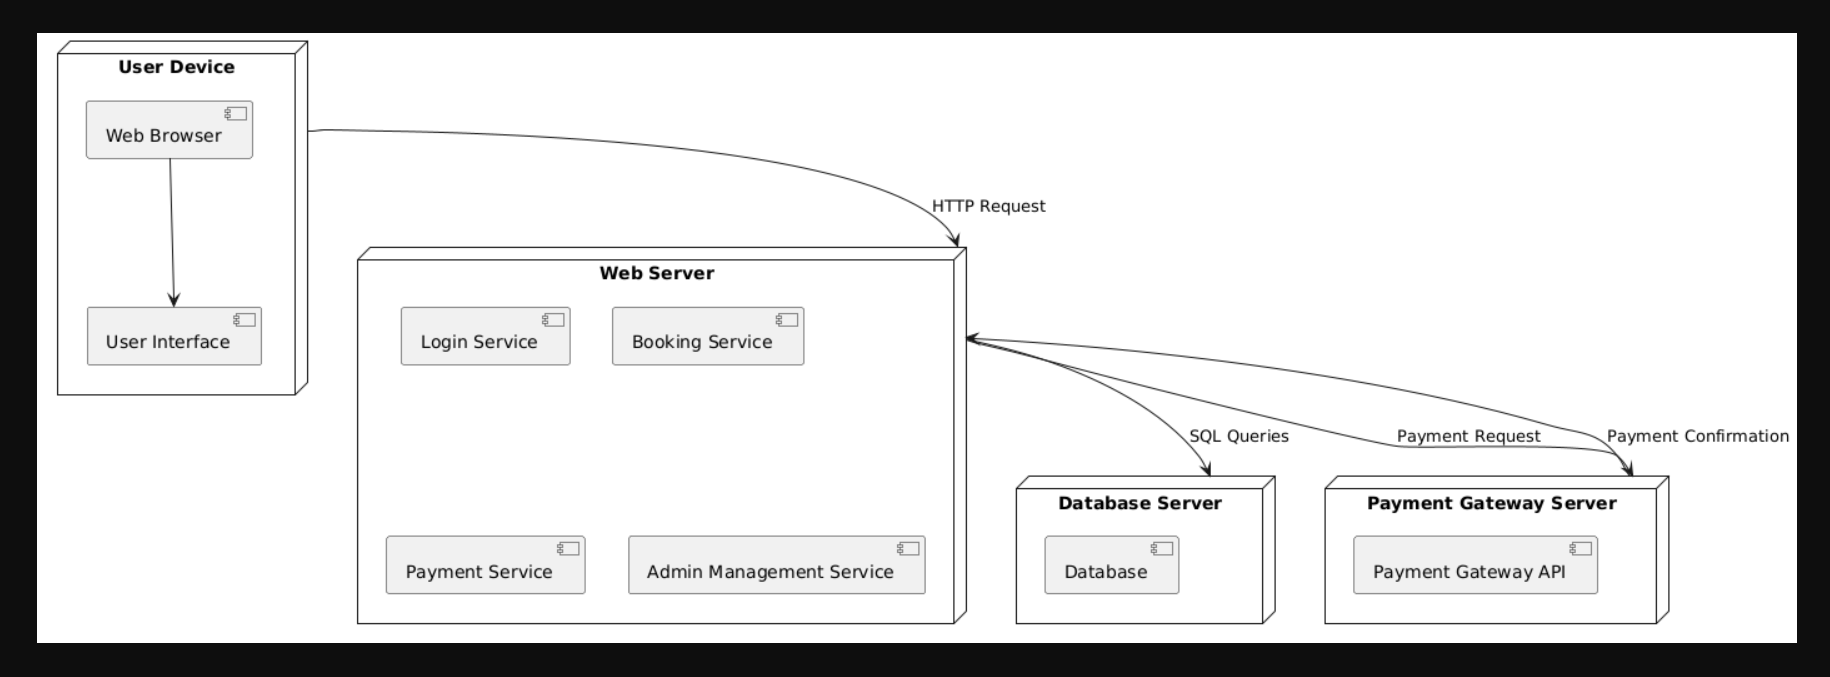 User Device
Web Browser
HTTP Request
Web Server
User Interface
Login Service
Booking Service
SQL Queries
Payment Request
Payment Confirmation
Database Server
Payment Gateway Server
Payment Service
Admin Management Service
Database
Payment Gateway API